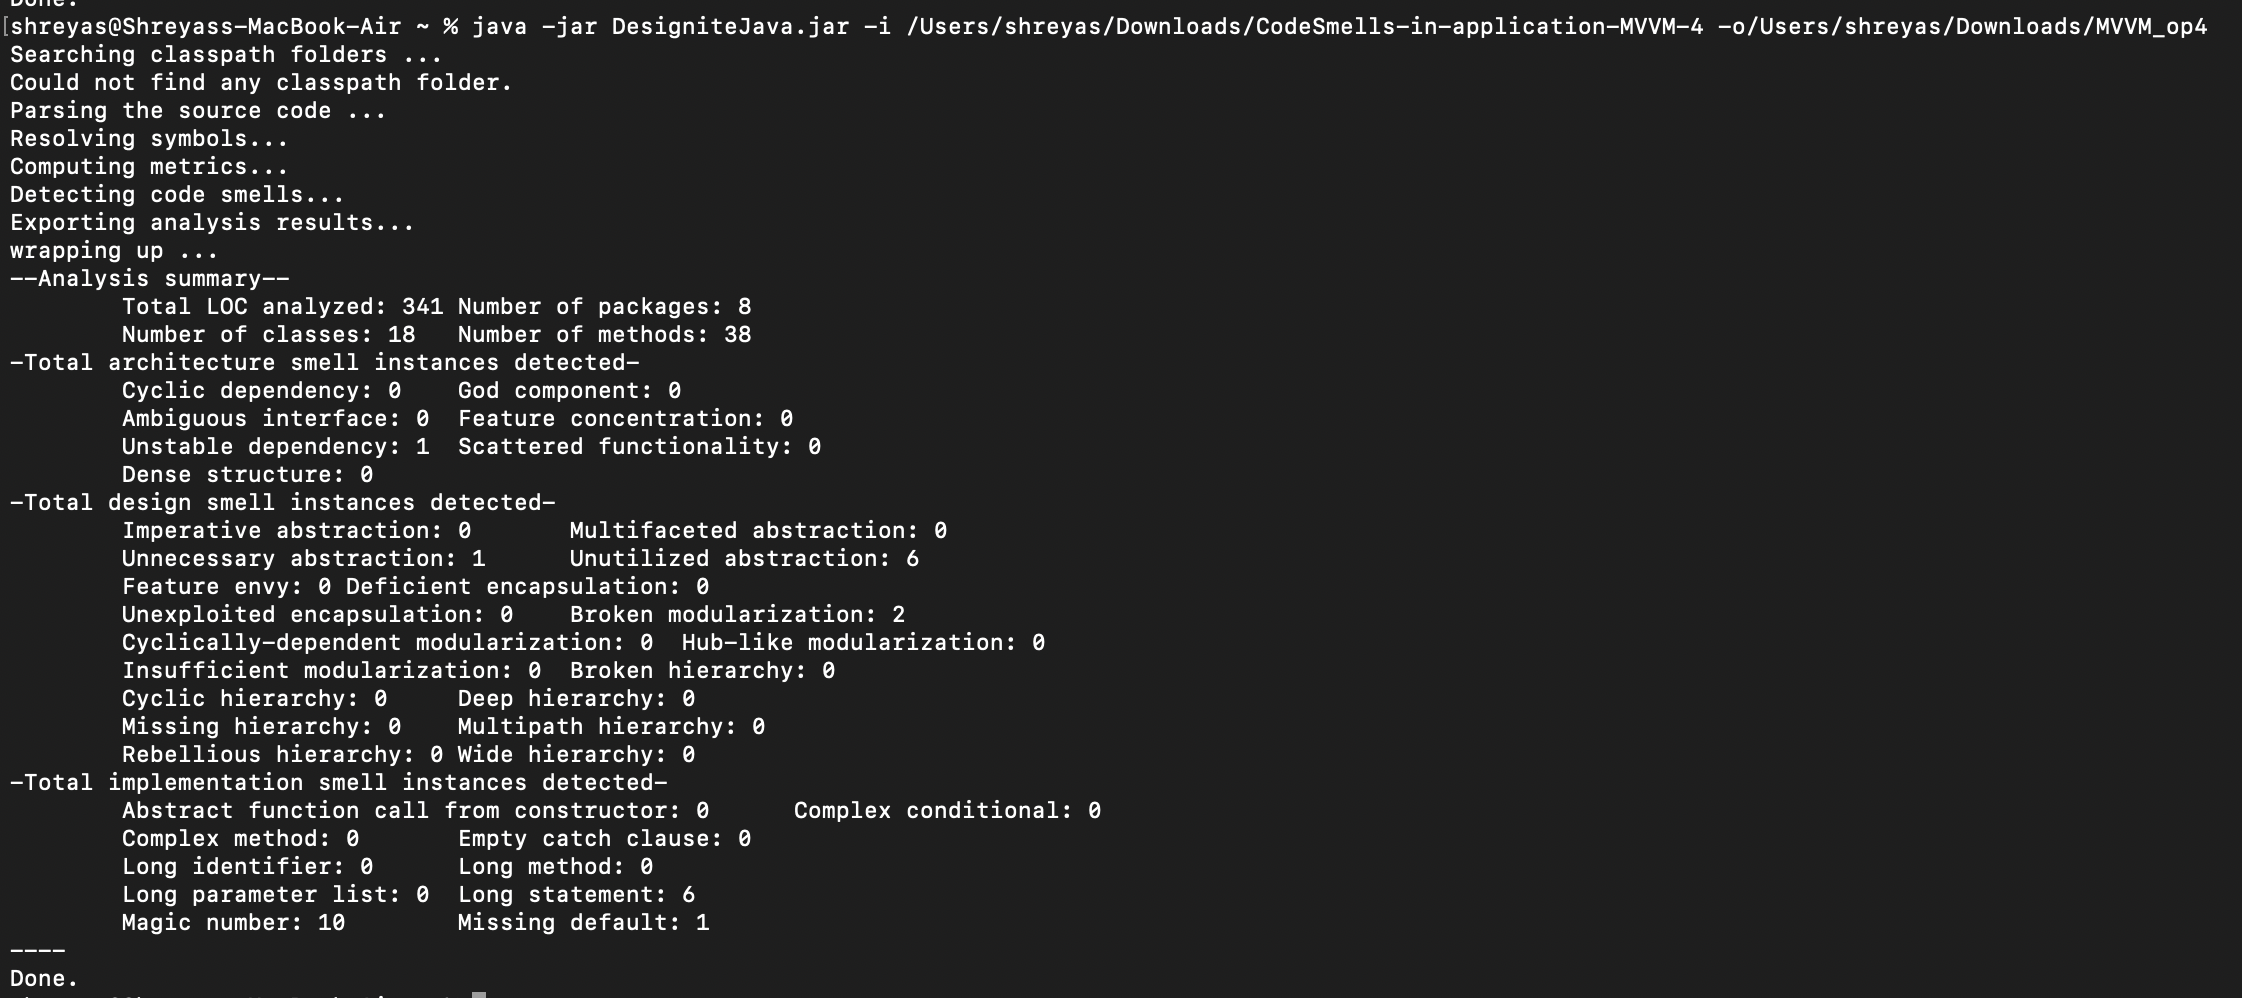 Done.
[shreyas@Shreyass-MacBook-Air ~ % java -jar DesigniteJava.jar -i /Users/shreyas/Downloads/CodeSmells-in-application-MVVM-4 -o/Users/shreyas/Downloads/MVVM_op4
Searching classpath folders ...
Could not find any classpath folder.
Parsing the source code ...
Resolving symbols...
Computing metrics...
Detecting code smells...
Exporting analysis results...
wrapping up ...
--Analysis summary--
Total LOC analyzed: 341 Number of packages: 8
Number of classes: 18 Number of methods: 38
-Total architecture smell instances detected-
Cyclic dependency: 0 God component: 0
Ambiguous interface: 0 Feature concentration: 0
Unstable dependency: 1 Scattered functionality: 0
Dense structure: 0
-Total design smell instances detected-
Imperative abstraction: 0 Multifaceted abstraction: 0
Unnecessary abstraction: 1 Unutilized abstraction: 6
Feature envy: 0 Deficient encapsulation: 0
Unexploited encapsulation: 0 Broken modularization: 2
Cyclically-dependent modularization: 0 Hub-like modularization: 0
Insufficient modularization: 0 Broken hierarchy: 0
Cyclic hierarchy: 0 Deep hierarchy: 0
Missing hierarchy: 0 Multipath hierarchy: 0
Rebellious hierarchy: 0 Wide hierarchy: 0
-Total implementation smell instances detected-
Abstract function call from constructor: 0 Complex conditional: 0
Complex method: 0 Empty catch clause: 0
Long identifier: 0 Long method: 0
Long parameter list: 0 Long statement: 6
Magic number: 10 Missing default: 1
----
Done.